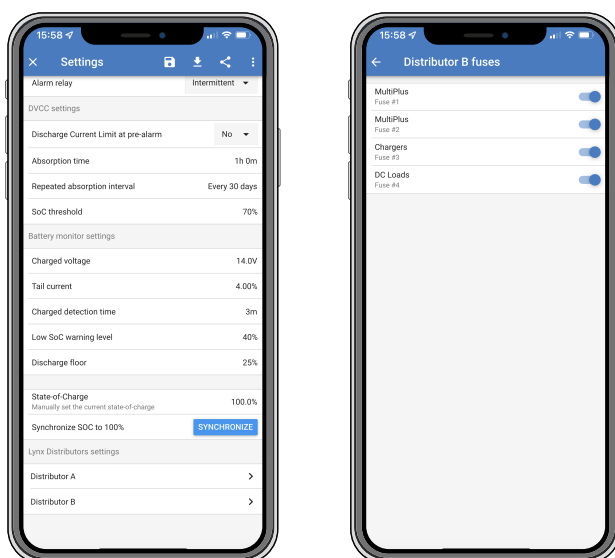 15:58
Settings
Alarm relay Intermittent
DVCC settings
Discharge Current Limit at pre-alarm No
Absorption time 1h 0m
Repeated absorption interval Every 30 days
SoC threshold 70%
Battery monitor settings
Charged voltage 14.0V
Tail current 4.00%
Charged detection time 3m
Low SoC warning level 40%
Discharge floor 25%
State-of-Charge 100.0%
Manually set the current state-of-charge
Synchronize SOC to 100% SYNCHRONIZE
Lynx Distributors settings
Distributor A
Distributor B
15:58
Distributor B fuses
MultiPlus
Fuse #1
MultiPlus
Fuse #2
Chargers
Fuse #3
DC Loads
Fuse #4